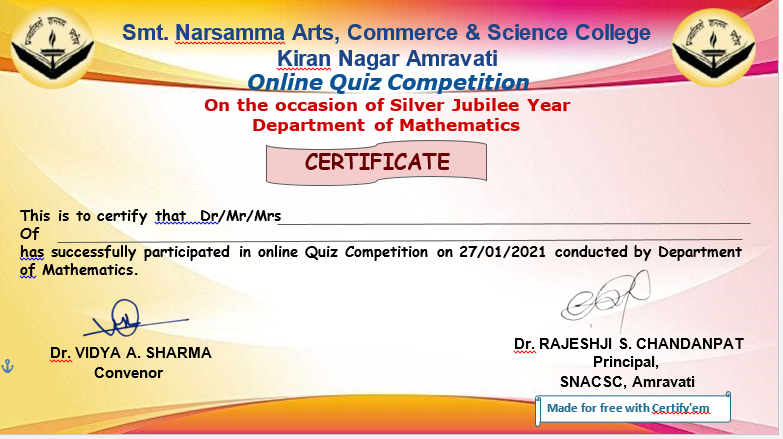 Smt. Narsamma Arts, Commerce & Science College
Kiran Nagar Amravati
Online Quiz Competition
On the occasion of Silver Jubilee Year
Department of Mathematics
CERTIFICATE
This is to certify that Dr/Mr/Mrs
Of
has successfully participated in online Quiz Competition on 27/01/2021 conducted by Department
of Mathematics.
Dr. VIDYA A. SHARMA
Convenor
Dr. RAJESHJI S. CHANDANPAT
Principal,
SNACSC, Amravati
Made for free with Certify'em